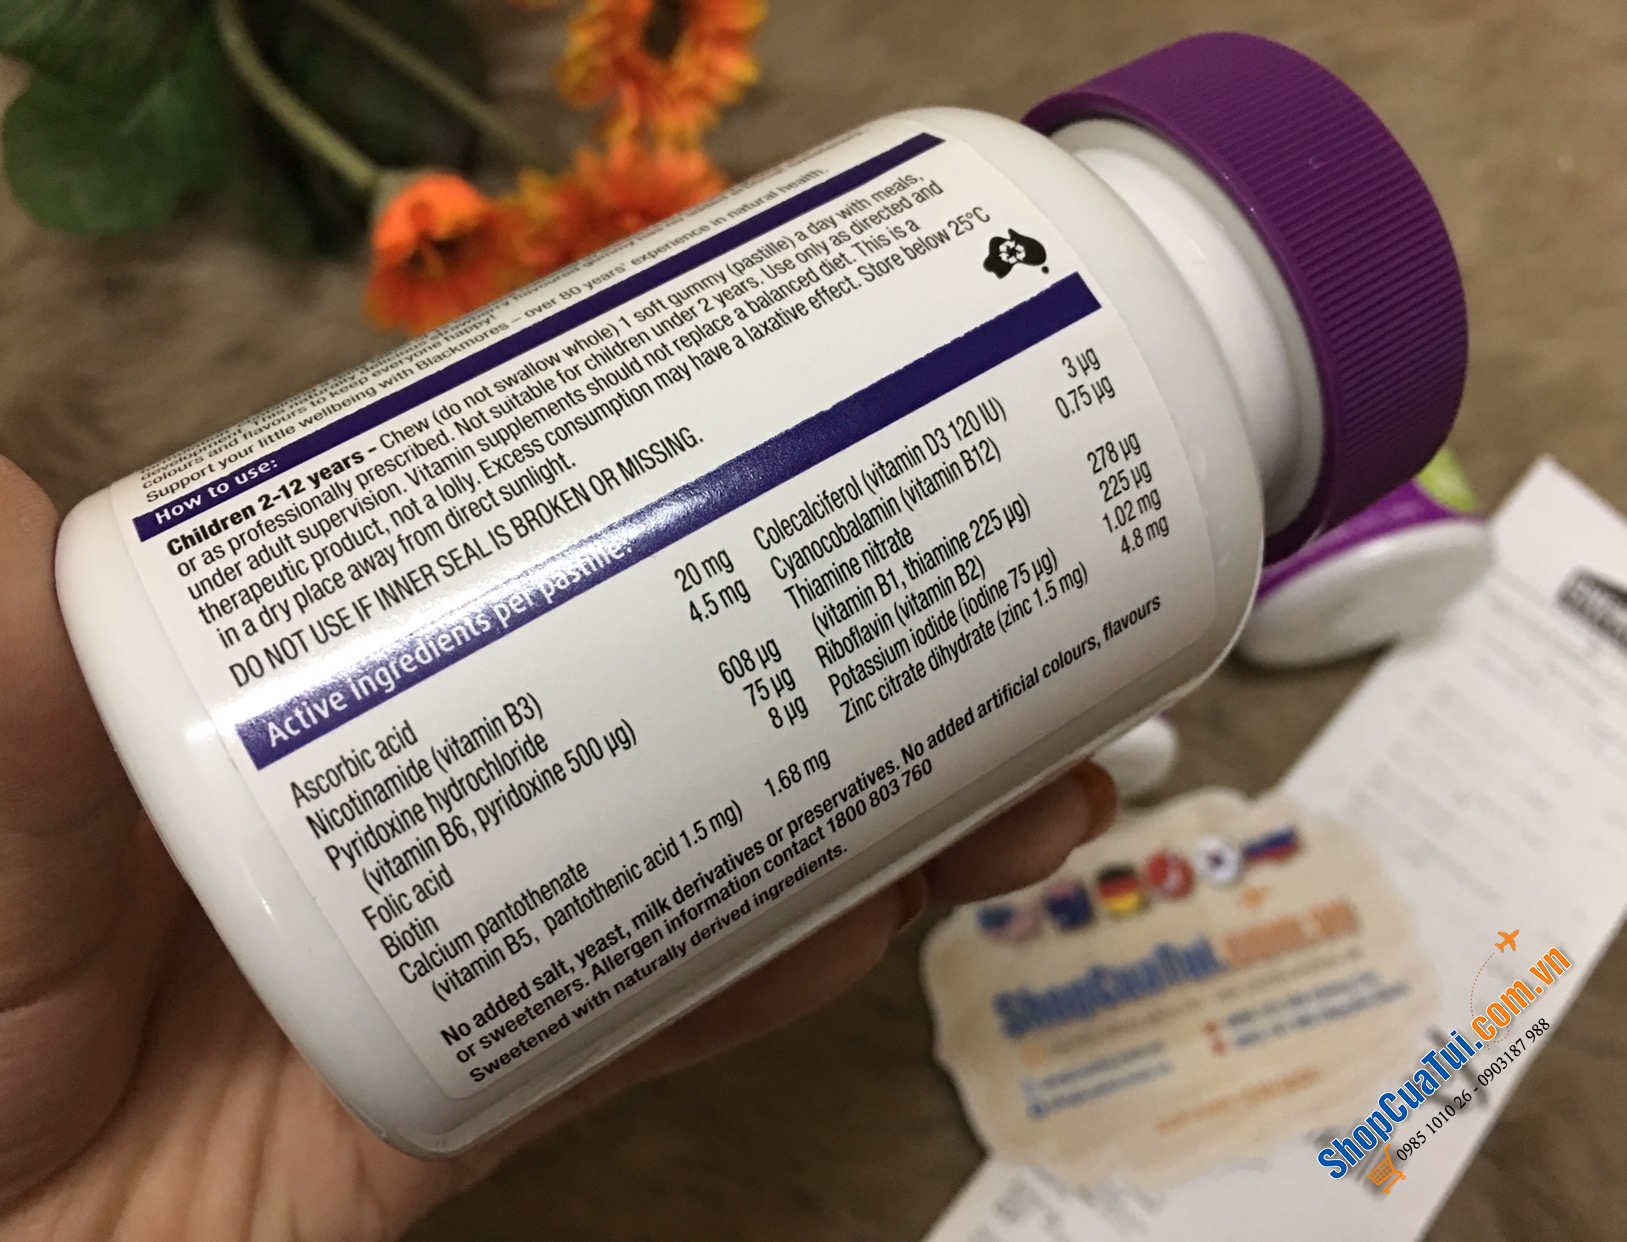 colours and flavours to keep everyone happy!
Support your little wellbeing with Blackmores – over 80 years' experience in natural health.
How to use:
Children 2-12 years - Chew (do not swallow whole) 1 soft gummy (pastille) a day with meals,
or as professionally prescribed. Not suitable for children under 2 years. Use only as directed and
under adult supervision. Vitamin supplements should not replace a balanced diet. This is a
therapeutic product, not a lolly. Excess consumption may have a laxative effect. Store below 25°C
in a dry place away from direct sunlight.
DO NOT USE IF INNER SEAL IS BROKEN OR MISSING.
Active Ingredients per pastille:
Ascorbic acid 20 mg
Nicotinamide (vitamin B3) 4.5 mg
Pyridoxine hydrochloride
(vitamin B6, pyridoxine 500 µg) 608 µg
Folic acid 75 µg
Biotin 8 µg
Calcium pantothenate
(vitamin B5, pantothenic acid 1.5 mg) 1.68 mg
Colecalciferol (vitamin D3 120 IU) 3 µg
Cyanocobalamin (vitamin B12) 0.75 µg
Thiamine nitrate
(vitamin B1, thiamine 225 µg) 278 µg
Riboflavin (vitamin B2) 225 µg
Potassium iodide (iodine 75 µg) 1.02 mg
Zinc citrate dihydrate (zinc 1.5 mg) 4.8 mg
No added salt, yeast, milk derivatives or preservatives. No added artificial colours, flavours
or sweeteners. Allergen information contact 1800 803 760
Sweetened with naturally derived ingredients.
ShopCuaTui.com.vn
ShopCuaTui.com.vn
0985 1010 26 - 0903187 988